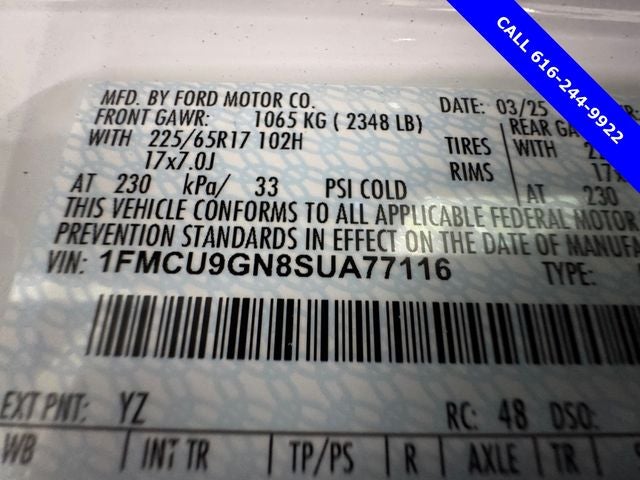 CALL 616-244-9922
MFD. BY FORD MOTOR CO. DATE: 03/25
FRONT GAWR: 1065 KG ( 2348 LB) REAR
WITH 225/65R17 102H TIRES WITH
17x7.0J RIMS
AT 230 kPa/ 33 PSI COLD AT 230
THIS VEHICLE CONFORMS TO ALL APPLICABLE FEDERAL MOTOR
PREVENTION STANDARDS IN EFFECT ON THE DATE OF
VIN: 1FMCU9GN8SUA77116 TYPE:
EXT PNT: YZ RC: 48 DSO:
WB INT TR TP/PS R AXLE TR